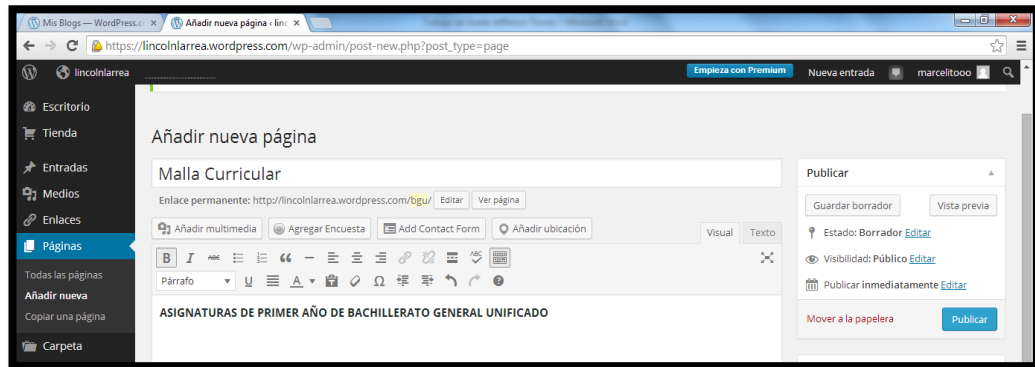 Mis Blogs — WordPress.c
Añadir nueva página ‹ linc
https://lincolnlarrea.wordpress.com/wp-admin/post-new.php?post_type=page
lincolnlarrea
Empieza con Premium
Nueva entrada
marcelitooo
Escritorio
Tienda
Entradas
Medios
Enlaces
Páginas
Todas las páginas
Añadir nueva
Copiar una página
Carpeta
Añadir nueva página
Malla Curricular
Enlace permanente: http://lincolnlarrea.wordpress.com/bgu/ Editar Ver página
Añadir multimedia Agregar Encuesta Add Contact Form Añadir ubicación
Visual Texto
B I ABC ABC
Párrafo U A Ω
ASIGNATURAS DE PRIMER AÑO DE BACHILLERATO GENERAL UNIFICADO
Publicar
Guardar borrador Vista previa
Estado: Borrador Editar
Visibilidad: Público Editar
Publicar inmediatamente Editar
Mover a la papelera Publicar